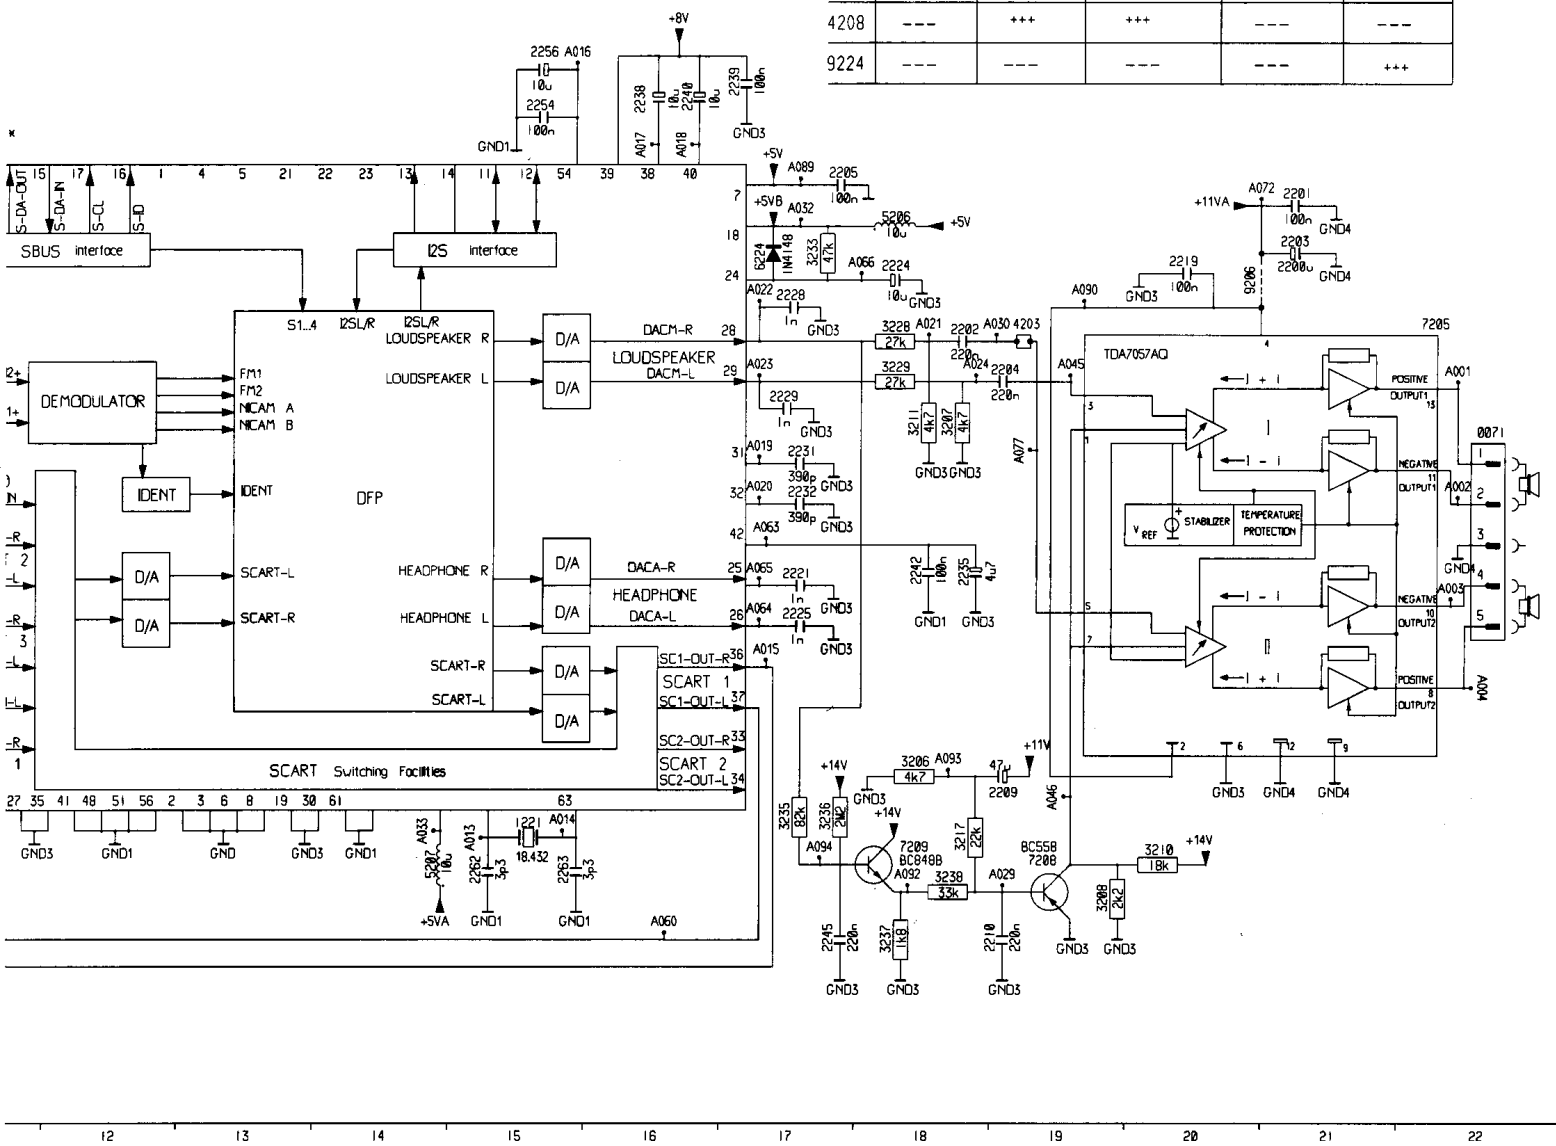 4208 --- +++ +++ --- ---
9224 --- --- --- --- +++
+8V
2256 A016
10u
2254
100n
GND1
2238
10u
2240
10u
2239
100n
A017
A018
GND3
*
15 17 16 1 4 5 21 22 23 13 14 11 12 54 39 38 40
S-DA-OUT
S-DA-IN
S-CL
S-ID
SBUS interface
I2S interface
+5V
A089
2205
100n
7
+5VB
A032
5206
10u
+5V
18
6224
1N4148
3233
47k
A066
2224
10u
GND3
24
A022
2228
1n
GND3
+11VA
A072
2201
100n
GND4
2203
2200u
GND4
2219
100n
GND3
9206
A090
S1...4 I2SL/R I2SL/R
LOUDSPEAKER R
D/A
DACM-R
28
LOUDSPEAKER
LOUDSPEAKER L
D/A
DACM-L
29
A023
2229
1n
GND3
3228
27k
A021
2202
220n
A030
4203
3229
27k
A024
2204
220n
A045
3211
4k7
3207
4k7
GND3
GND3
A077
7205
TDA7057AQ
4
3
1
I + i
POSITIVE
OUTPUT1
13
A001
I
I - i
NEGATIVE
11
OUTPUT1
A002
0071
1
2
3
4
5
VREF
+
STABILIZER
TEMPERATURE
PROTECTION
GND4
I - i
NEGATIVE
10
OUTPUT2
A003
5
7
II
I + i
POSITIVE
8
OUTPUT2
A004
2 6 12 9
GND3
GND4
GND4
2+
1+
DEMODULATOR
FM1
FM2
NICAM A
NICAM B
IDENT
IDENT
DFP
31
A019
2231
390p
GND3
32
A020
2232
390p
GND3
42
A063
2242
100n
GND1
2235
4u7
GND3
IN
-R
2
-L
-R
3
-L
-L
-R
1
D/A
SCART-L
D/A
SCART-R
HEADPHONE R
D/A
DACA-R
25
A065
2221
1n
GND3
HEADPHONE
HEADPHONE L
D/A
DACA-L
26
A064
2225
1n
GND3
A015
SCART-R
D/A
SC1-OUT-R
36
SCART 1
SCART-L
D/A
SC1-OUT-L
37
SC2-OUT-R
33
SCART 2
SC2-OUT-L
34
SCART Switching Facilities
27 35 41 48 51 56 2 3 6 8 19 30 61 63
GND3
GND1
GND
GND3
GND1
A033
5207
10u
+5VA
A013
1221
18.432
A014
2262
3p3
GND1
2263
3p3
GND1
A060
3235
82k
A094
+14V
3236
2M2
GND3
+14V
7209
BC848B
A092
3206
4k7
A093
47u
2209
+11V
3217
22k
3238
33k
A029
BC558
7208
A046
3210
18k
+14V
3208
2k2
2245
220n
GND3
3237
1k8
GND3
2210
220n
GND3
GND3
GND3
12 13 14 15 16 17 18 19 20 21 22